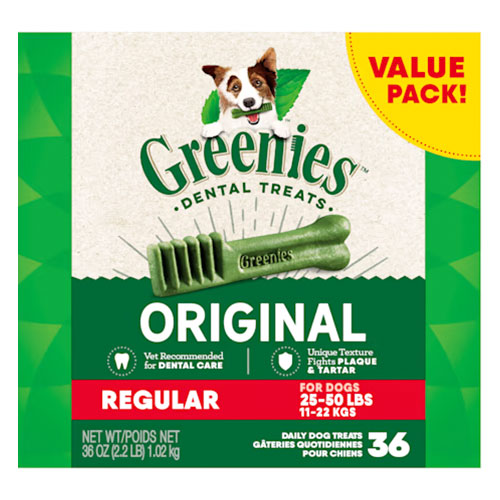 VALUE
PACK!
Greenies™
·DENTAL TREATS·
Greenies
ORIGINAL
Vet Recommended
for DENTAL CARE
Unique Texture
Fights PLAQUE
& TARTAR
REGULAR
FOR DOGS
25-50 LBS
11-22 KGS
NET WT/POIDS NET
36 OZ (2.2 LB) 1.02 kg
DAILY DOG TREATS
GÂTERIES QUOTIDIENNES
POUR CHIENS
36